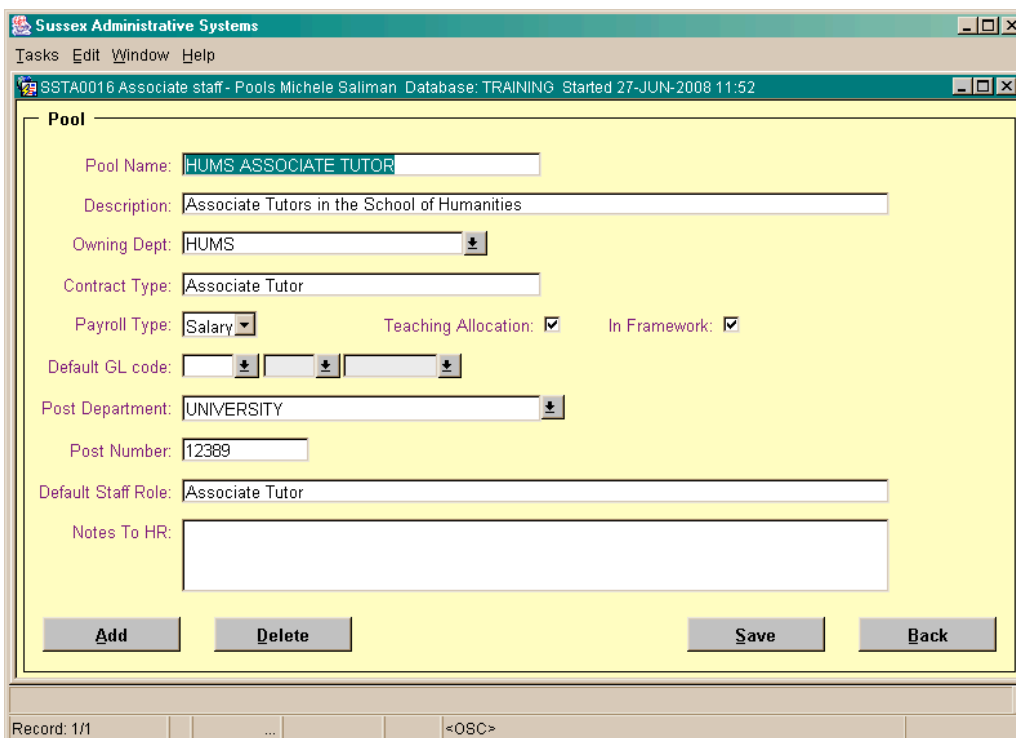 Sussex Administrative Systems
Tasks Edit Window Help
SSTA0016 Associate staff - Pools Michele Saliman Database: TRAINING Started 27-JUN-2008 11:52
Pool
Pool Name: HUMS ASSOCIATE TUTOR
Description: Associate Tutors in the School of Humanities
Owning Dept: HUMS
Contract Type: Associate Tutor
Payroll Type: Salary Teaching Allocation: In Framework:
Default GL code:
Post Department: UNIVERSITY
Post Number: 12389
Default Staff Role: Associate Tutor
Notes To HR:
Add Delete Save Back
Record: 1/1 ... <OSC>